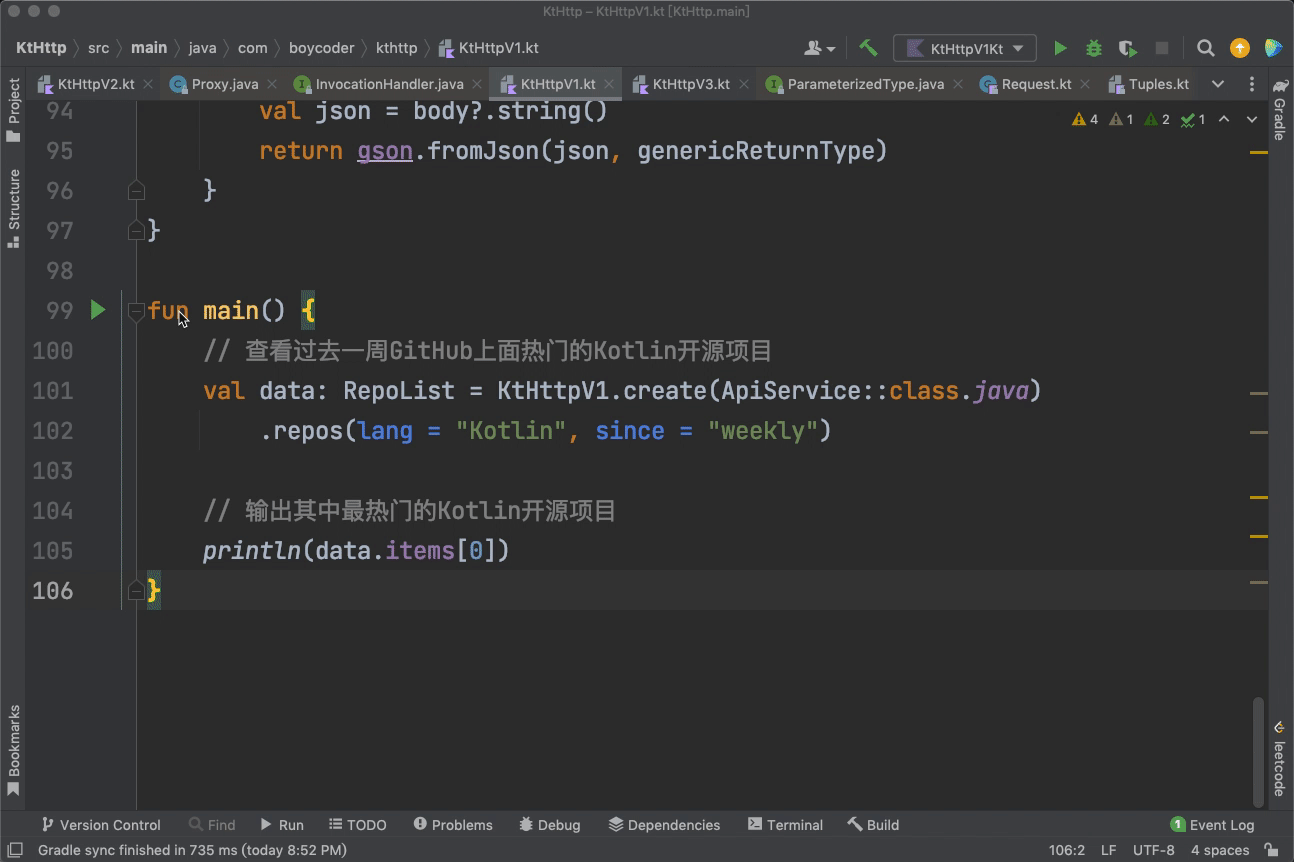 KtHttp – KtHttpV1.kt [KtHttp.main]
KtHttp src main java com boycoder kthttp KtHttpV1.kt KtHttpV1Kt
KtHttpV2.kt Proxy.java InvocationHandler.java KtHttpV1.kt KtHttpV3.kt ParameterizedType.java Request.kt Tuples.kt
Project
Structure
Bookmarks
4 1 2 1
94 val json = body?.string()
95 return gson.fromJson(json, genericReturnType)
96 }
97 }
98
99 fun main() {
100 // 查看过去一周GitHub上面热门的Kotlin开源项目
101 val data: RepoList = KtHttpV1.create(ApiService::class.java)
102 .repos(lang = "Kotlin", since = "weekly")
103
104 // 输出其中最热门的Kotlin开源项目
105 println(data.items[0])
106 }
Gradle
leetcode
Version Control Find Run TODO Problems Debug Dependencies Terminal Build 1 Event Log
Gradle sync finished in 735 ms (today 8:52 PM) 106:2 LF UTF-8 4 spaces